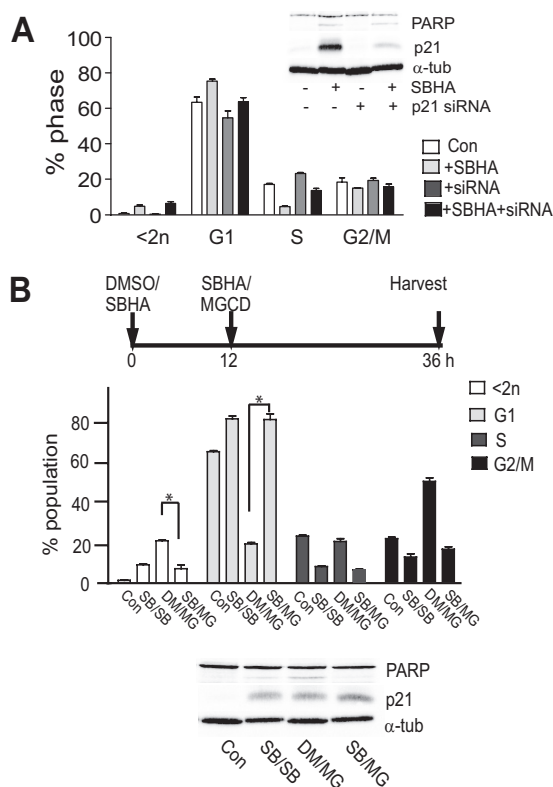 A
PARP
p21
α-tub
- + - + SBHA
- - + + p21 siRNA
% phase
100
80
60
40
20
0
<2n G1 S G2/M
Con
+SBHA
+siRNA
+SBHA+siRNA
B
DMSO/
SBHA
SBHA/
MGCD
Harvest
0 12 36 h
% population
80
60
40
20
0
* *
<2n
G1
S
G2/M
Con SB/SB DM/MG SB/MG Con SB/SB DM/MG SB/MG Con SB/SB DM/MG SB/MG Con SB/SB DM/MG SB/MG
PARP
p21
α-tub
Con SB/SB DM/MG SB/MG